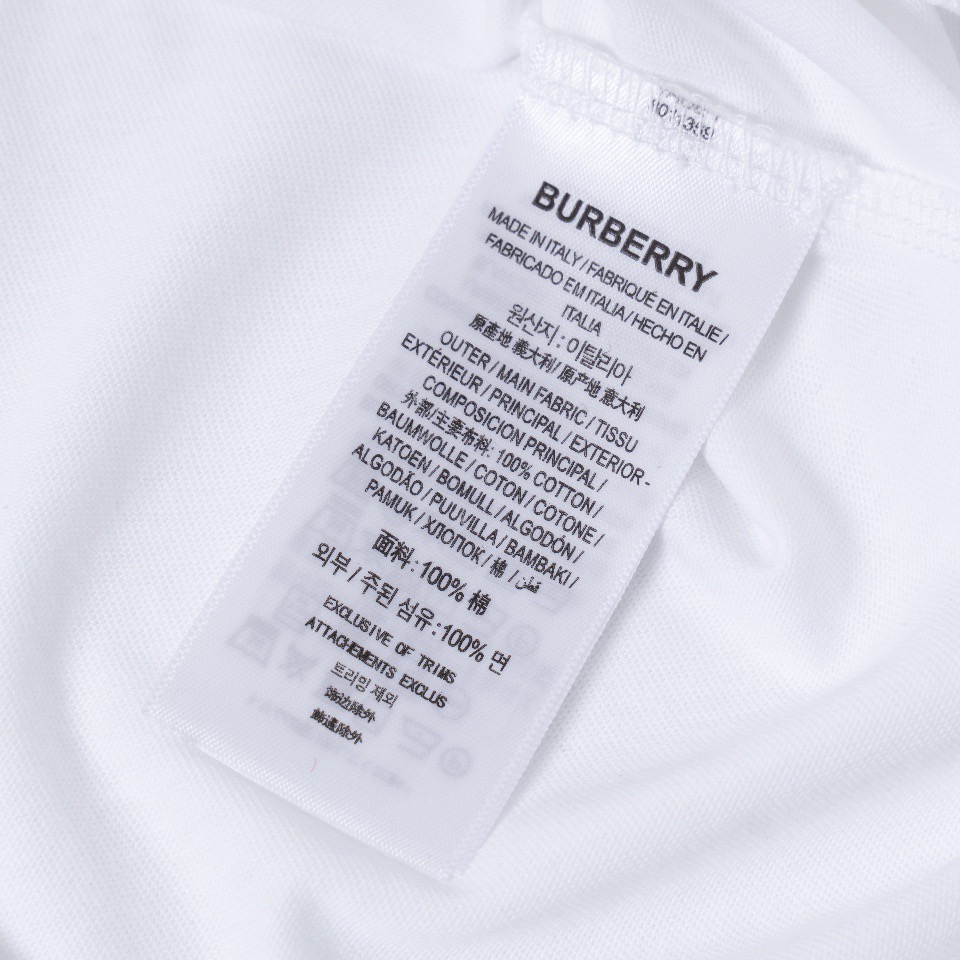 BURBERRY
MADE IN ITALY / FABRIQUÉ EN ITALIE /
FABRICADO EM ITALIA / HECHO EN
ITALIA
원산지 : 이탈리아
原產地 義大利/ 原产地 意大利
OUTER / MAIN FABRIC / TISSU
EXTÉRIEUR / PRINCIPAL / EXTERIOR -
COMPOSICION PRINCIPAL /
外部/主要布料: 100% COTTON /
BAUMWOLLE / COTON / COTONE /
KATOEN / BOMULL / ALGODÓN /
ALGODÃO / PUUVILLA / BAMBAKI /
PAMUK / ХЛОПОК / 棉 / قطن
面料: 100% 棉
외부 / 주된 섬유 :100% 면
EXCLUSIVE OF TRIMS
ATTACHEMENTS EXCLUS
트리밍 제외
饰边除外
飾邊除外